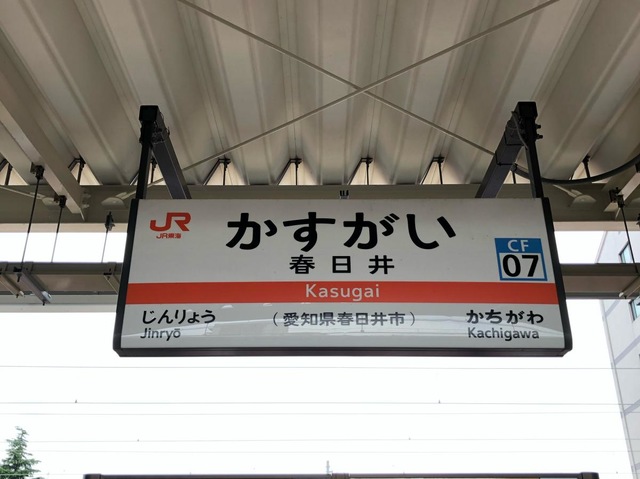 JR
JR東海
かすがい
春日井
CF
07
Kasugai
じんりょう
Jinryō
(愛知県春日井市)
かちがわ
Kachigawa